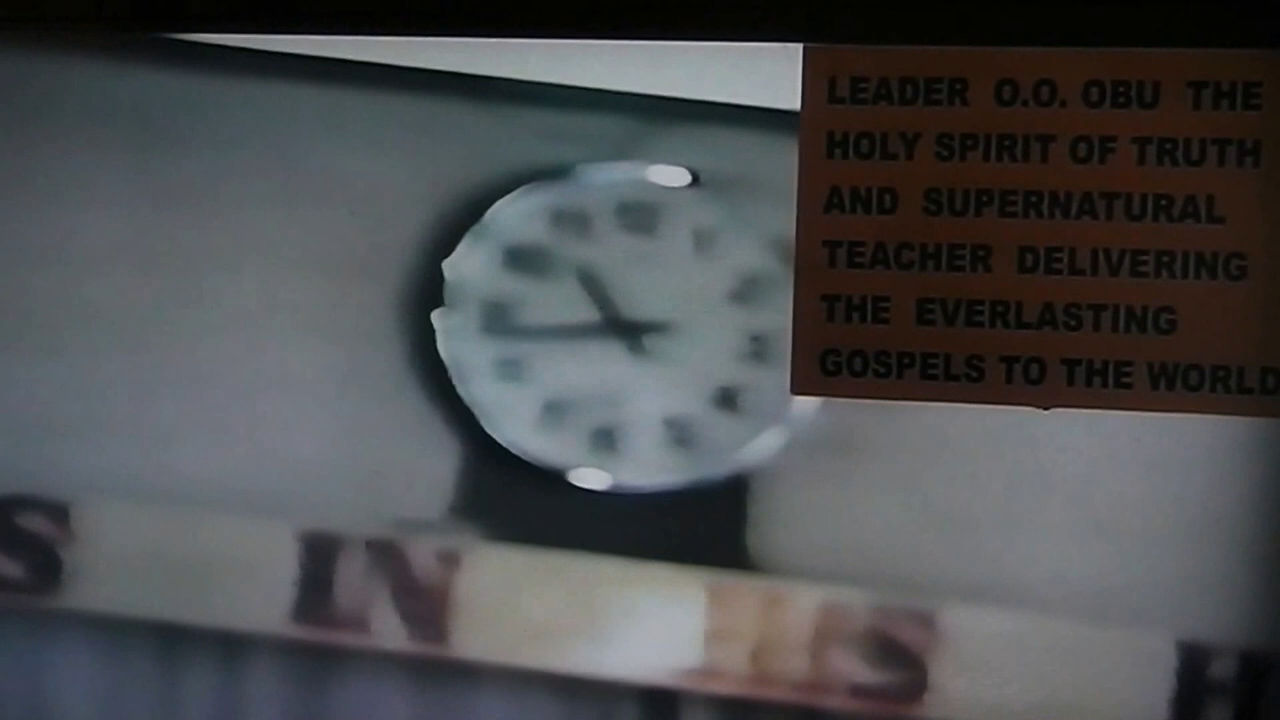 LEADER O.O. OBU THE
HOLY SPIRIT OF TRUTH
AND SUPERNATURAL
TEACHER DELIVERING
THE EVERLASTING
GOSPELS TO THE WORLD
S IN HIS H